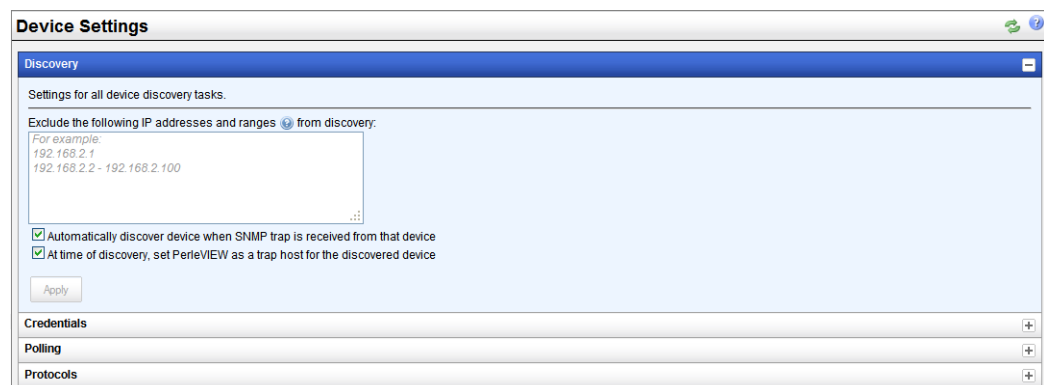 Device Settings
Discovery
Settings for all device discovery tasks.
Exclude the following IP addresses and ranges from discovery:
For example:
192.168.2.1
192.168.2.2 - 192.168.2.100
Automatically discover device when SNMP trap is received from that device
At time of discovery, set PerleVIEW as a trap host for the discovered device
Apply
Credentials
Polling
Protocols